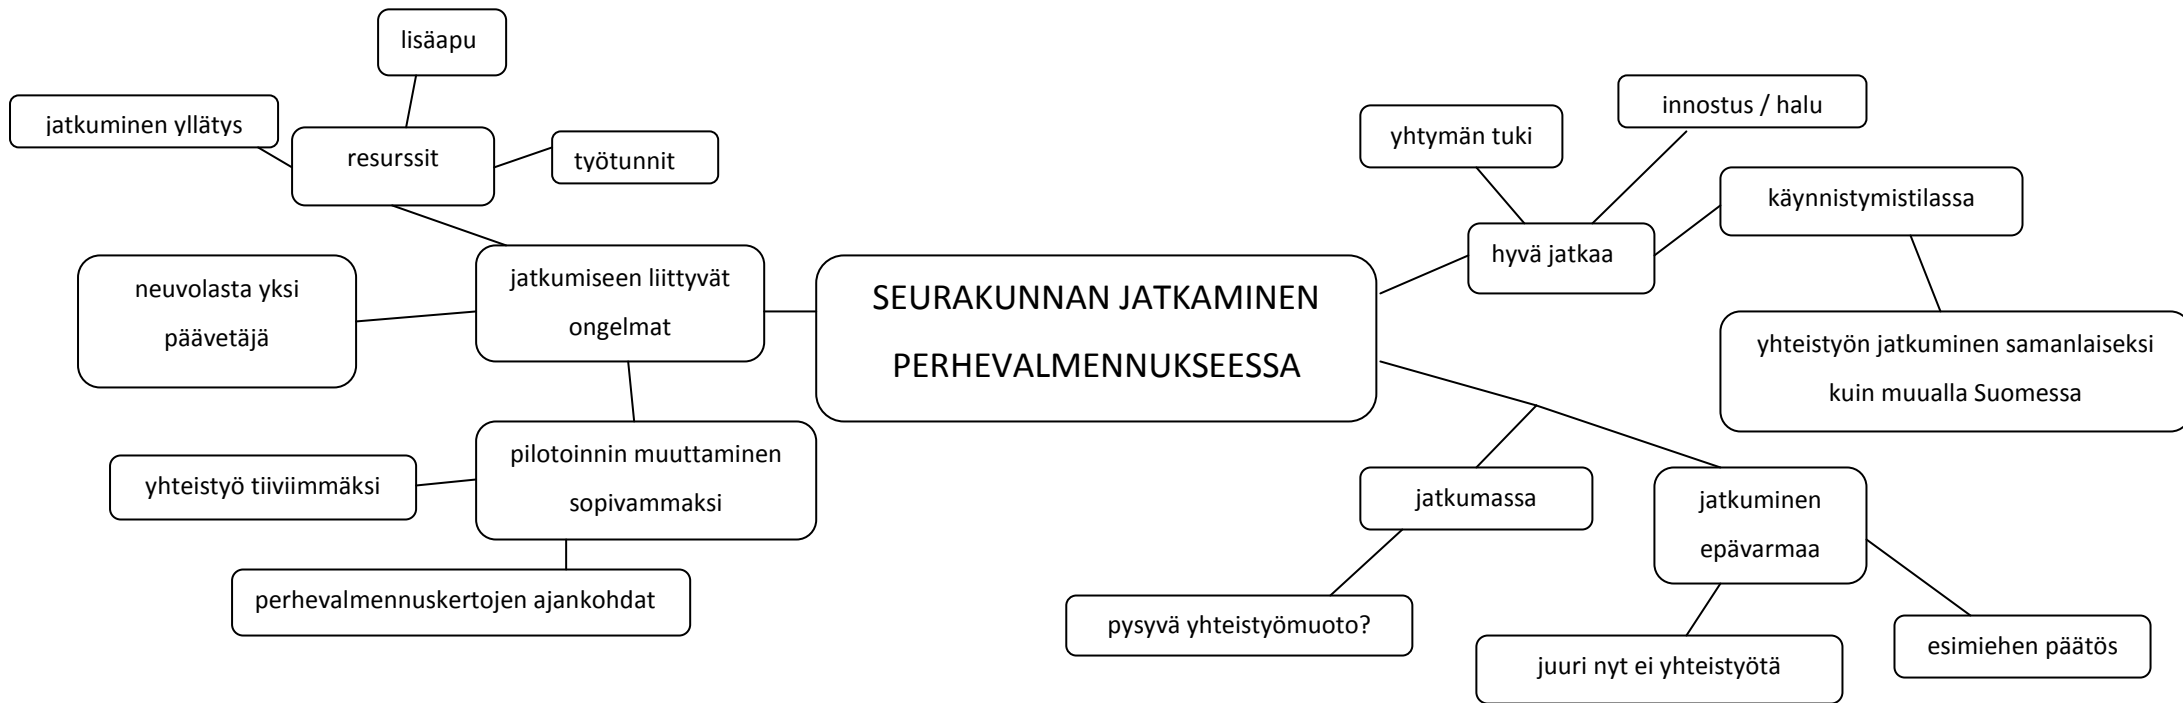 lisäapu
jatkuminen yllätys
resurssit
työtunnit
neuvolasta yksi
päävetäjä
jatkumiseen liittyvät
ongelmat
yhteistyö tiiviimmäksi
pilotoinnin muuttaminen
sopivammaksi
perhevalmennuskertojen ajankohdat
SEURAKUNNAN JATKAMINEN
PERHEVALMENNUKSEESSA
yhtymän tuki
innostus / halu
hyvä jatkaa
käynnistymistilassa
yhteistyön jatkuminen samanlaiseksi
kuin muualla Suomessa
jatkumassa
pysyvä yhteistyömuoto?
jatkuminen
epävarmaa
juuri nyt ei yhteistyötä
esimiehen päätös